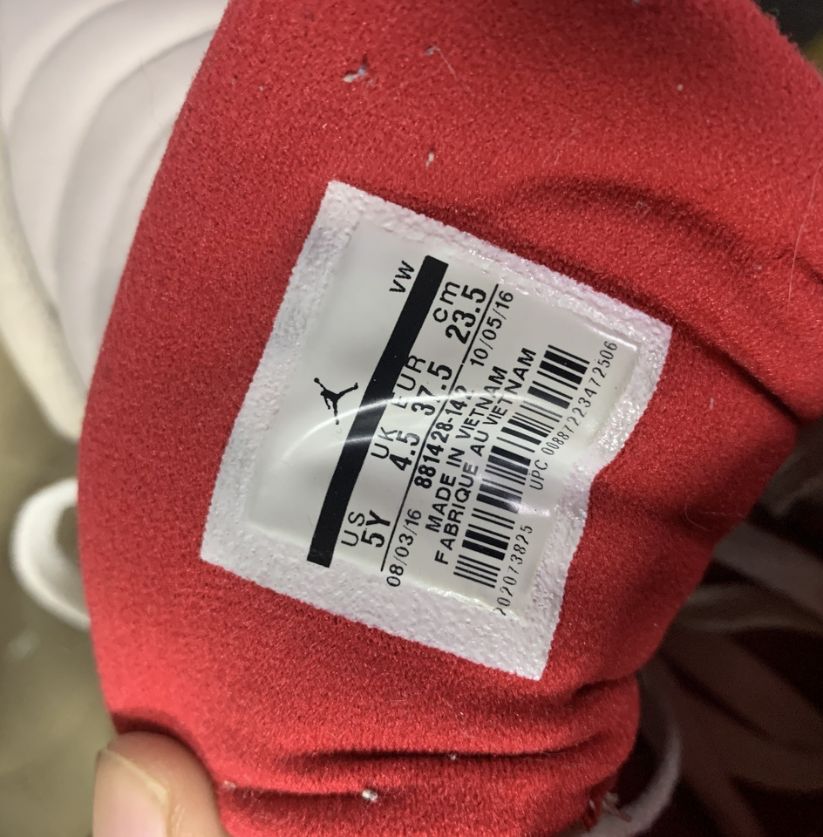 VW
US UK EUR cm
5Y 4.5 37.5 23.5
08/03/16 10/05/16
MADE IN VIETNAM
FABRIQUE AU VIETNAM
202073825 UPC 00887223472506